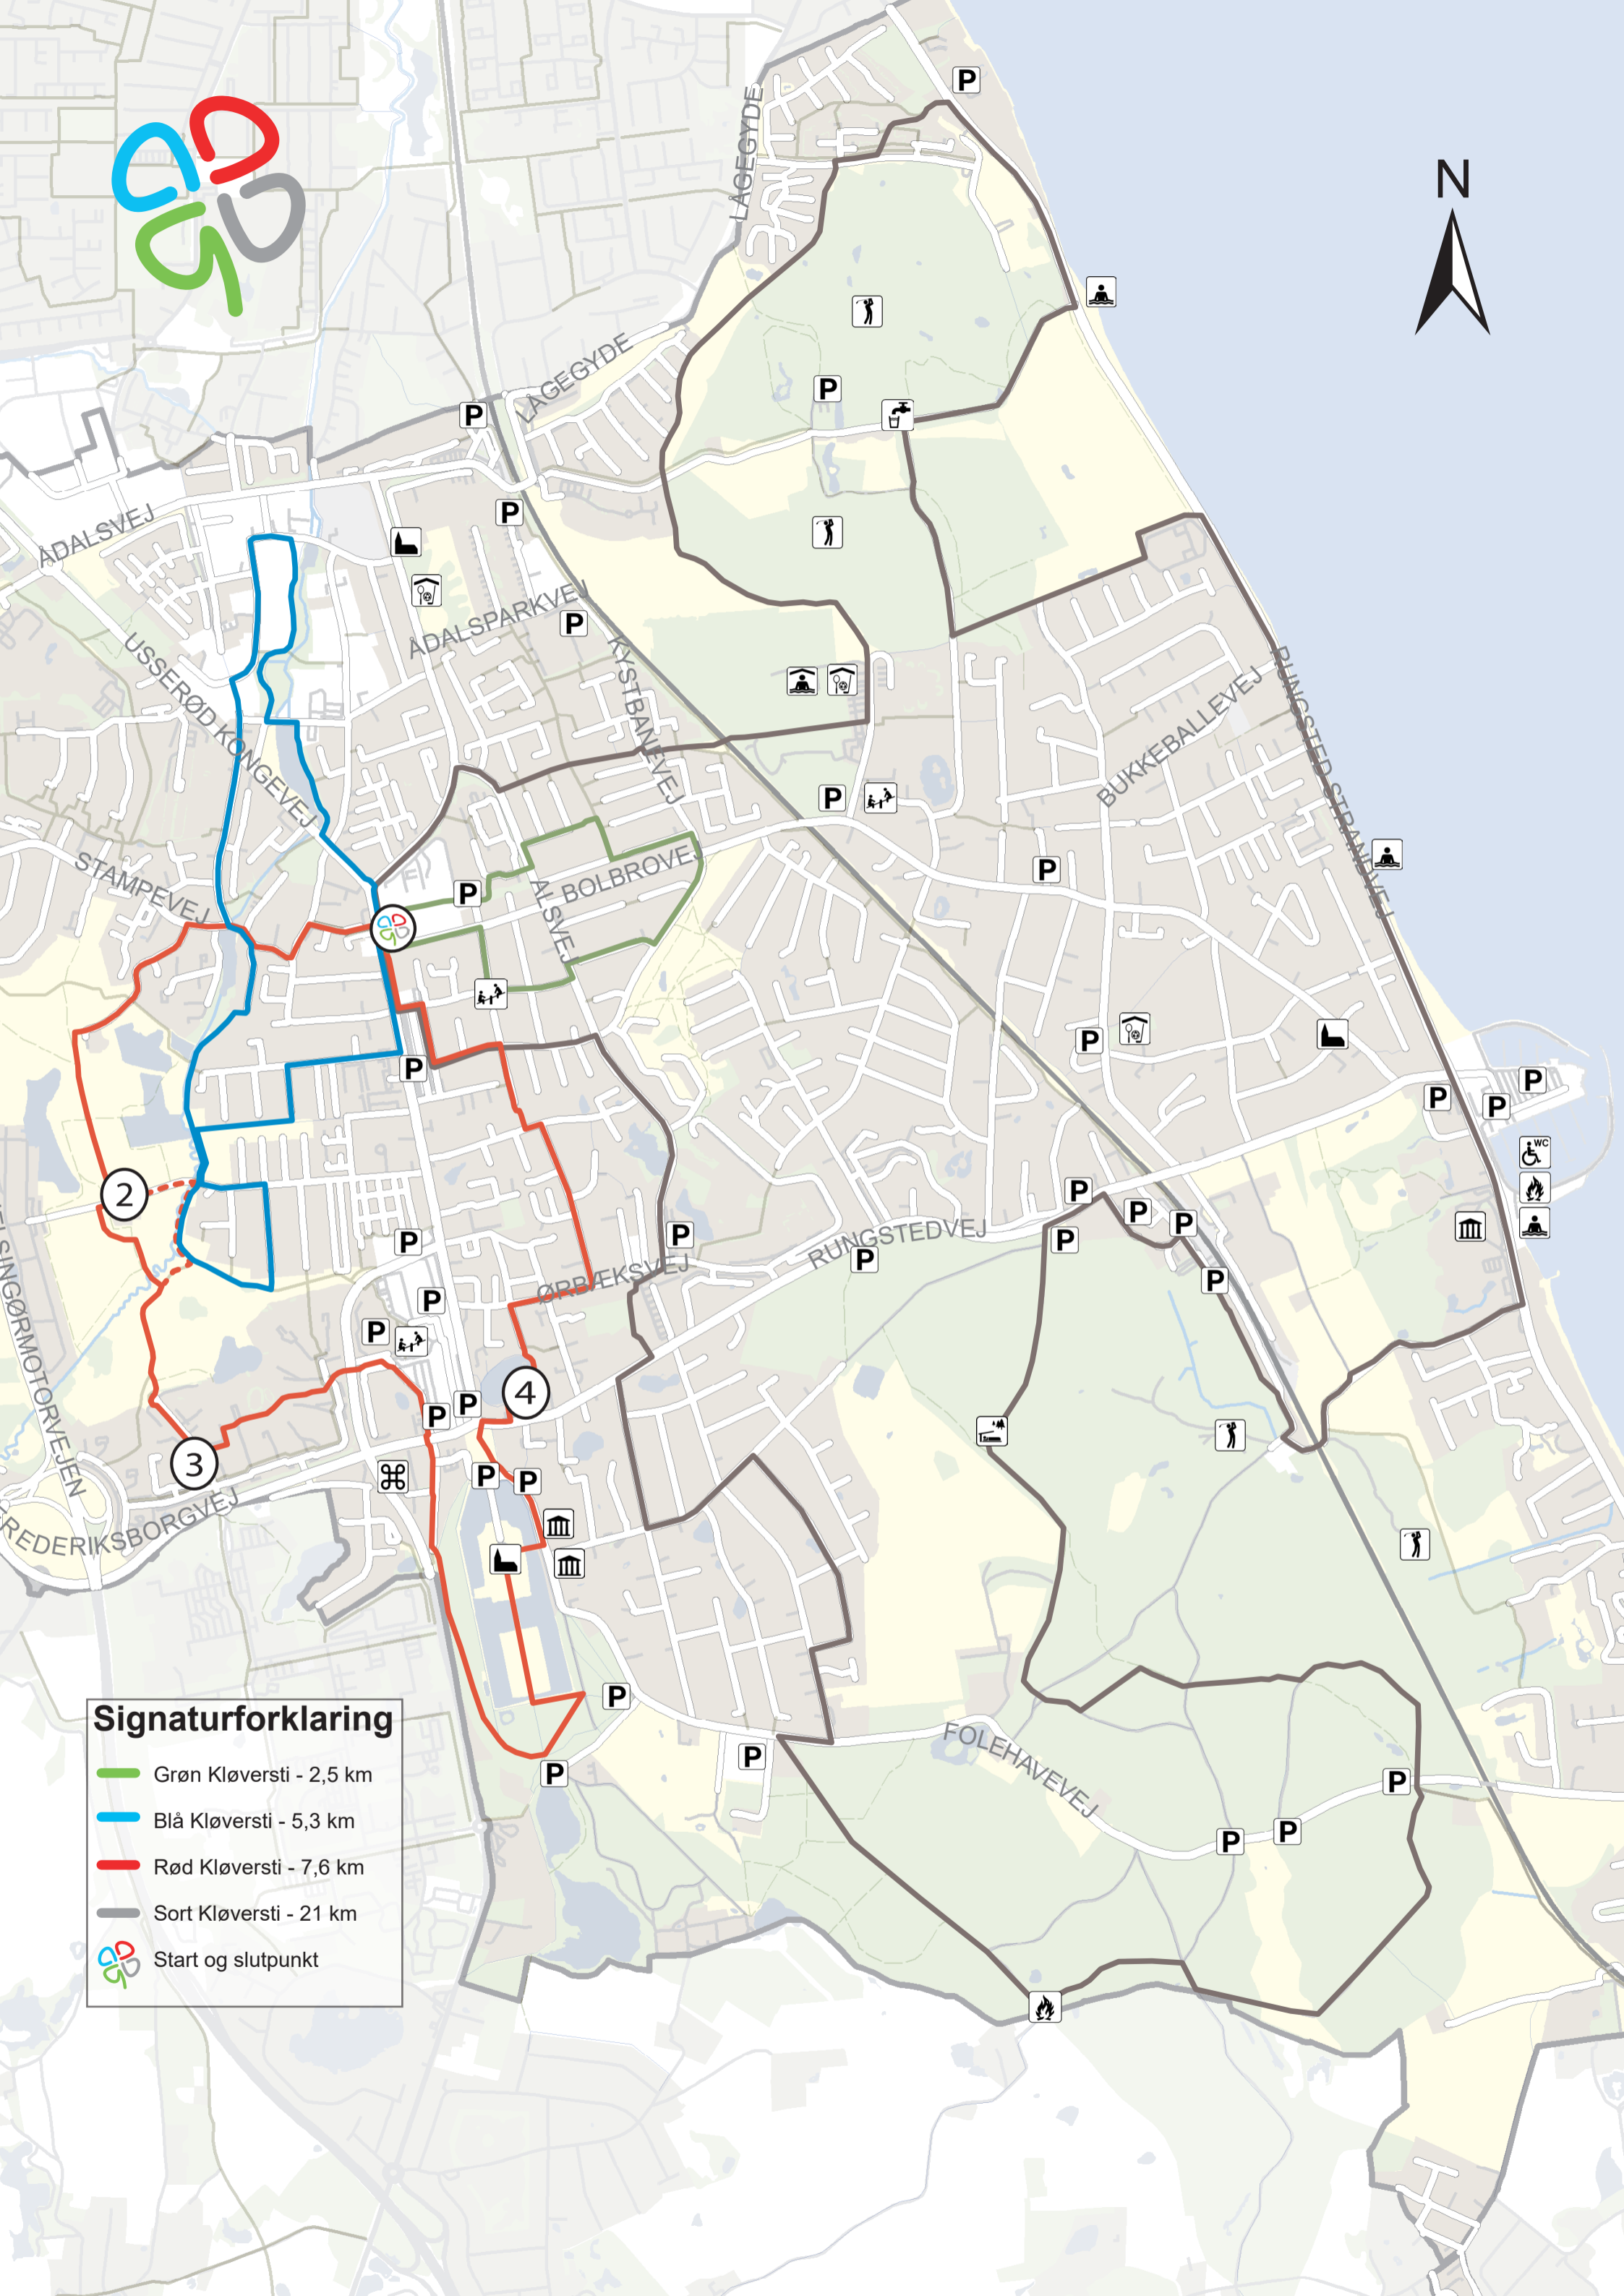 N
LÅGEGYDE
LÅGEGYDE
P
P
P
ÅDALSVEJ
P
ÅDALSPARKVEJ
P
USSERØD KONGEVEJ
KYSTBANEVEJ
BUKKEBALLEVEJ
RUNGSTED STRANDVEJ
P
STAMPEVEJ
BOLBROVEJ
P
P
ALSVEJ
P
P
P
P
P
WC
2
P
P
P
P
P
P
P
RUNGSTEDVEJ
P
ØRBÆKSVEJ
P
P
4
P
P
3
P
P
FREDERIKSBORGVEJ
P
P
P
FOLEHAVEVEJ
P
P
P
P
Signaturforklaring
Grøn Kløversti - 2,5 km
Blå Kløversti - 5,3 km
Rød Kløversti - 7,6 km
Sort Kløversti - 21 km
Start og slutpunkt